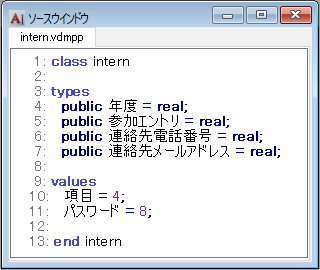 ソースウインドウ
intern.vdmpp
1: class intern
2:
3: types
4: public 年度 = real;
5: public 参加エントリ = real;
6: public 連絡先電話番号 = real;
7: public 連絡先メールアドレス = real;
8:
9: values
10: 項目 = 4;
11: パスワード = 8;
12:
13: end intern